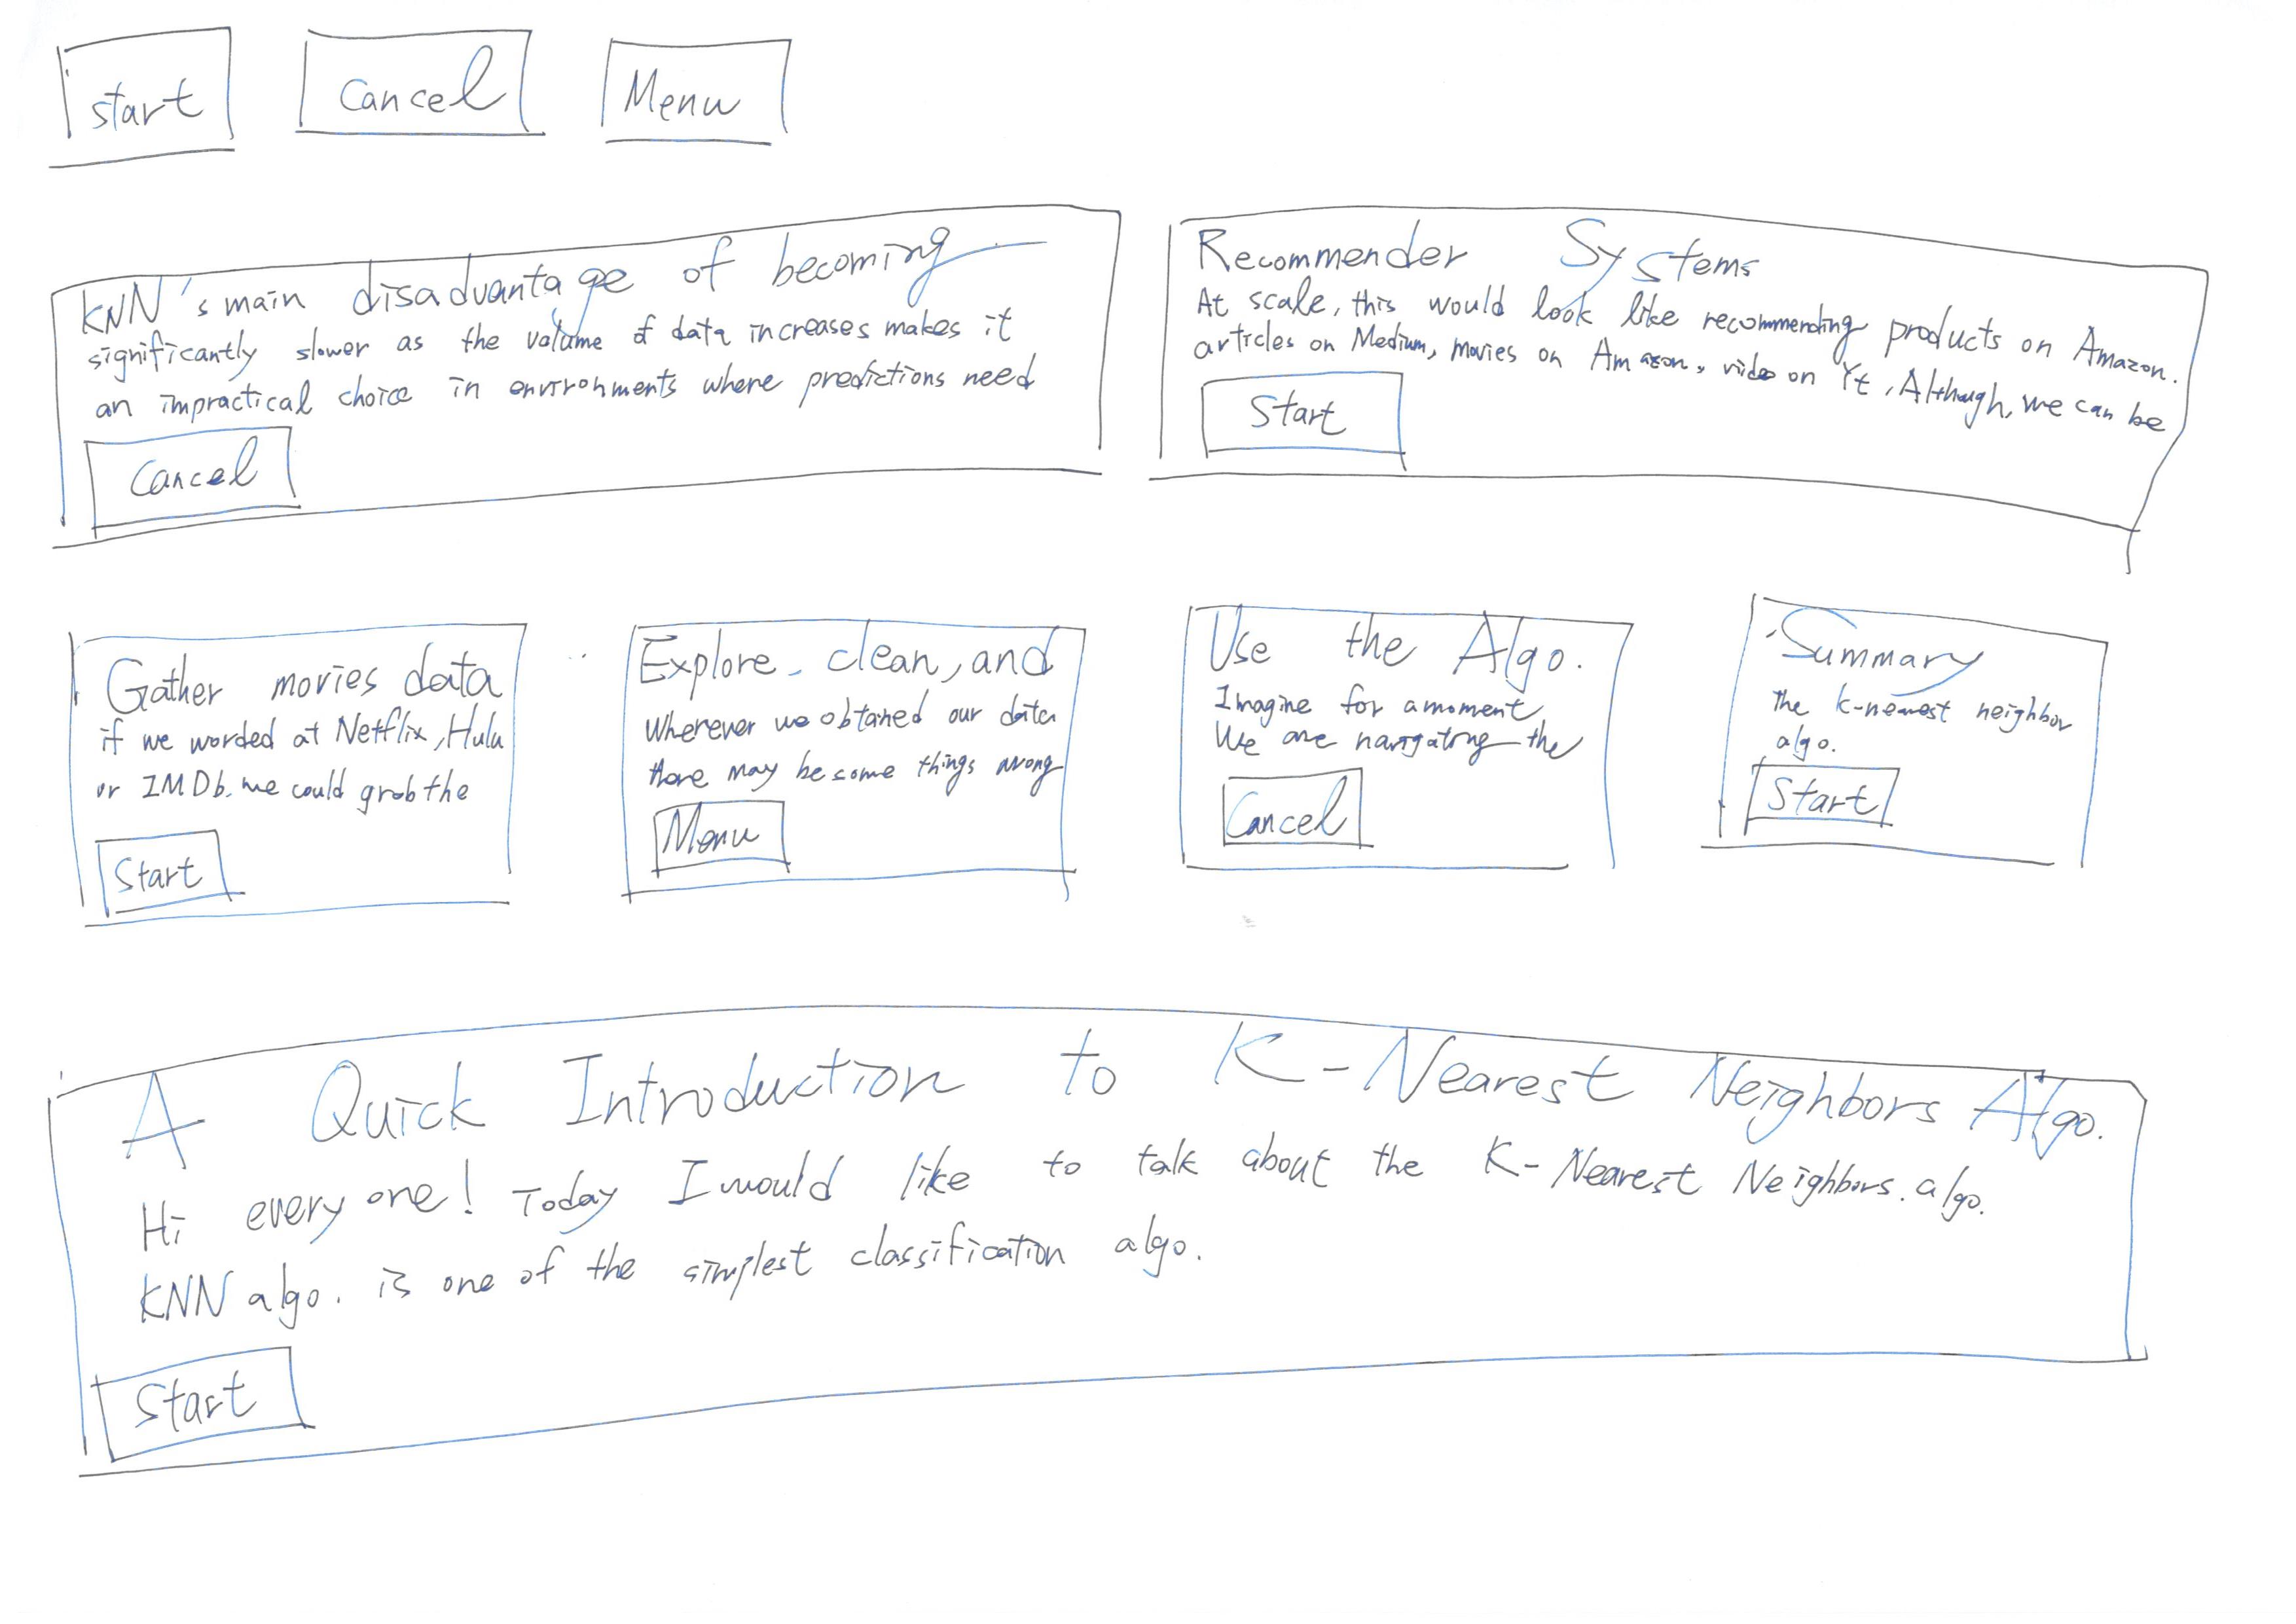 start
Cancel
Menu
KNN's main disadvantage of becoming
significantly slower as the volume of data increases makes it
an impractical choice in environments where predictions need
Cancel
Recommender Systems
At scale, this would look like recommending products on Amazon.
articles on Medium, movies on Amazon, video on Yt, Although, we can be
Start
Gather movies data
if we worded at Netflix, Hulu
or IMDb. we could grab the
Start
Explore, clean, and
Wherever we obtained our data
there may be some things wrong
Menu
Use the Algo.
Imagine for a moment
We are navigating the
Cancel
Summary
The k-nearest neighbor
algo.
Start
A Quick Introduction to K-Nearest Neighbors Algo.
Hi every one! Today I would like to talk about the K-Nearest Neighbors. algo.
KNN algo. is one of the simplest classification algo.
Start